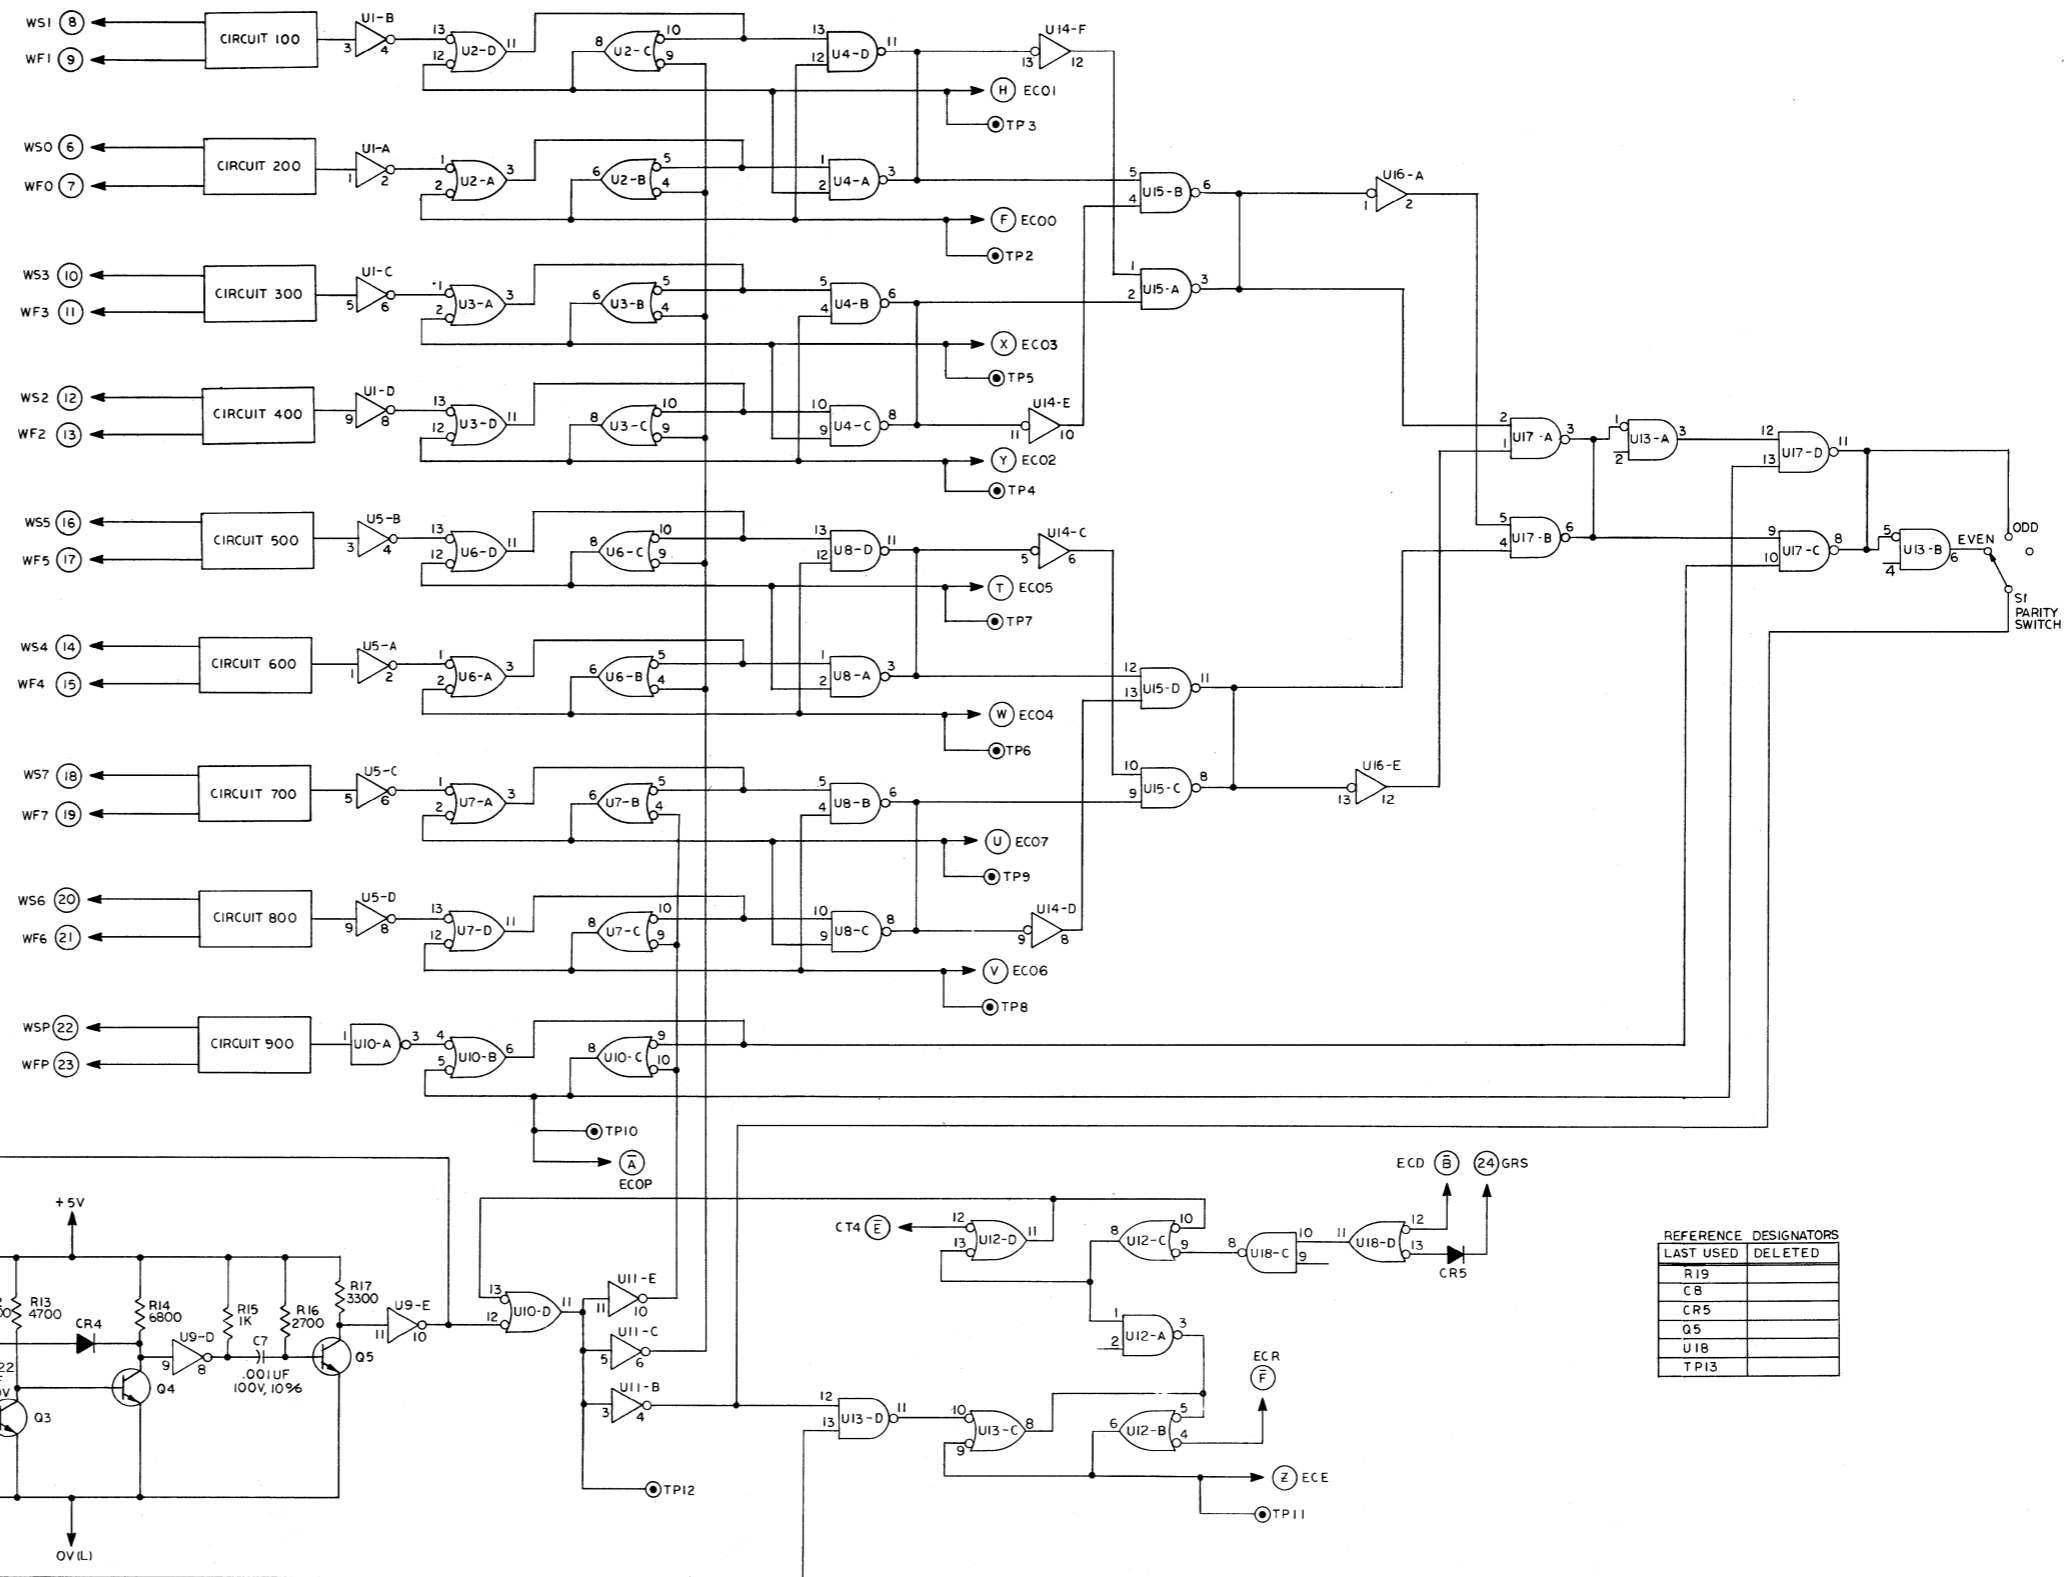 WS1 8
WF1 9
CIRCUIT 100
3 U1-B 4
13 12 U2-D 11
8 U2-C 10 9
13 12 U4-D 11
13 U14-F 12
H ECO1
TP3
WS0 6
WF0 7
CIRCUIT 200
1 U1-A 2
1 2 U2-A 3
6 U2-B 5 4
1 2 U4-A 3
5 4 U15-B 6
1 U16-A 2
F ECO0
TP2
WS3 10
WF3 11
CIRCUIT 300
5 U1-C 6
1 2 U3-A 3
6 U3-B 5 4
5 4 U4-B 6
1 2 U15-A 3
X ECO3
TP5
WS2 12
WF2 13
CIRCUIT 400
9 U1-D 8
13 12 U3-D 11
8 U3-C 10 9
10 9 U4-C 8
11 U14-E 10
2 1 U17-A 3
1 2 U13-A 3
12 13 U17-D 11
Y ECO2
TP4
WS5 16
WF5 17
CIRCUIT 500
3 U5-B 4
13 12 U6-D 11
8 U6-C 10 9
13 12 U8-D 11
5 U14-C 6
5 4 U17-B 6
9 10 U17-C 8
5 4 U13-B 6
EVEN
ODD
S1
PARITY
SWITCH
T ECO5
TP7
WS4 14
WF4 15
CIRCUIT 600
1 U5-A 2
1 2 U6-A 3
6 U6-B 5 4
1 2 U8-A 3
12 13 U15-D 11
W ECO4
TP6
WS7 18
WF7 19
CIRCUIT 700
5 U5-C 6
1 2 U7-A 3
6 U7-B 5 4
5 4 U8-B 6
10 9 U15-C 8
13 U16-E 12
U ECO7
TP9
WS6 20
WF6 21
CIRCUIT 800
9 U5-D 8
13 12 U7-D 11
8 U7-C 10 9
10 9 U8-C 8
9 U14-D 8
V ECO6
TP8
WSP 22
WFP 23
CIRCUIT 900
1 U10-A 3
4 5 U10-B 6
8 U10-C 9 10
TP10
A
ECOP
ECD B 24 GRS
CT4 E
12 13 U12-D 11
8 U12-C 10 9
8 U18-C 10 9
11 U18-D 12 13
CR5
+5V
R13
4700
CR4
R14
6800
9 U9-D 8
R15
1K
C7
.001UF
100V, 10%
R16
2700
R17
3300
11 U9-E 10
Q3
Q4
Q5
0V(L)
13 12 U10-D 11
11 U11-E 10
5 U11-C 6
3 U11-B 4
TP12
1 2 U12-A 3
12 13 U13-D 11
10 9 U13-C 8
6 U12-B 5 4
ECR
F
Z ECE
TP11
REFERENCE DESIGNATORS
LAST USED DELETED
R19
C8
CR5
Q5
U18
TP13